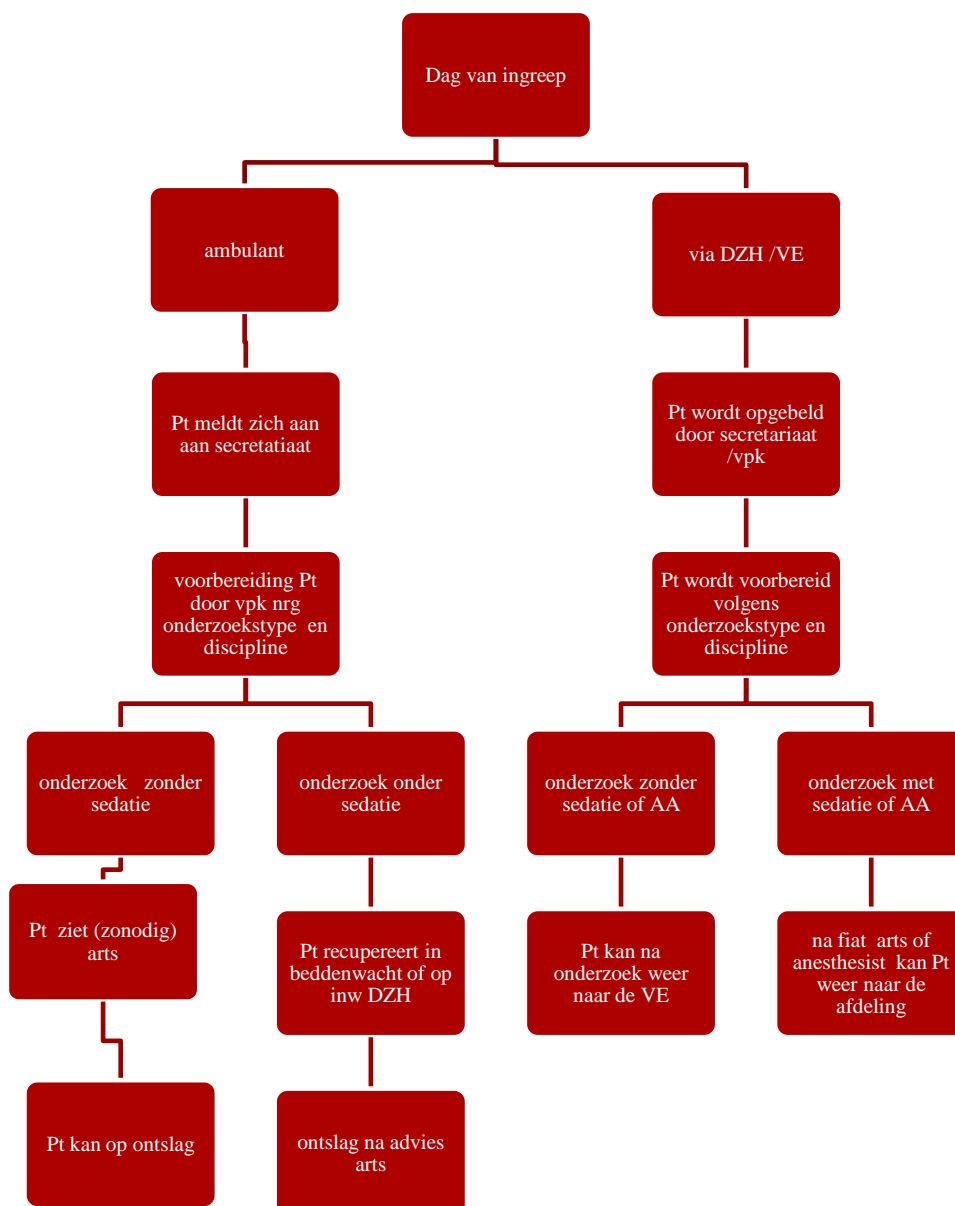 Dag van ingreep
ambulant
via DZH /VE
Pt meldt zich aan
aan secretatiaat
Pt wordt opgebeld
door secretariaat
/vpk
voorbereiding Pt
door vpk nrg
onderzoekstype en
discipline
Pt wordt voorbereid
volgens
onderzoekstype en
discipline
onderzoek zonder
sedatie
onderzoek onder
sedatie
onderzoek zonder
sedatie of AA
onderzoek met
sedatie of AA
Pt ziet (zonodig)
arts
Pt recupereert in
beddenwacht of op
inw DZH
Pt kan na
onderzoek weer
naar de VE
na fiat arts of
anesthesist kan Pt
weer naar de
afdeling
Pt kan op ontslag
ontslag na advies
arts